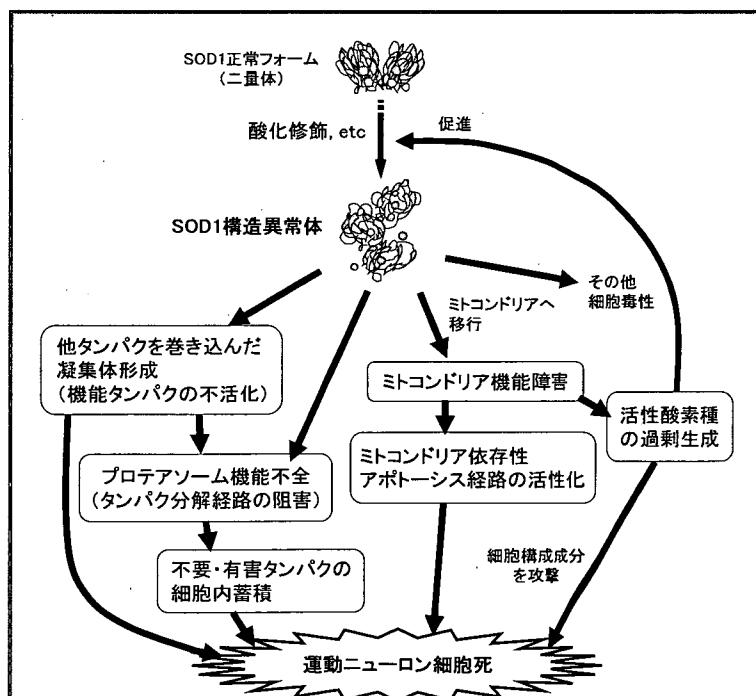 SOD1正常フォーム
(二量体)
酸化修飾, etc
促進
SOD1構造異常体
その他
細胞毒性
ミトコンドリアへ
移行
他タンパクを巻き込んだ
凝集体形成
(機能タンパクの不活化)
ミトコンドリア機能障害
活性酸素種
の過剰生成
プロテアソーム機能不全
(タンパク分解経路の阻害)
ミトコンドリア依存性
アポトーシス経路の活性化
不要・有害タンパクの
細胞内蓄積
細胞構成成分
を攻撃
運動ニューロン細胞死